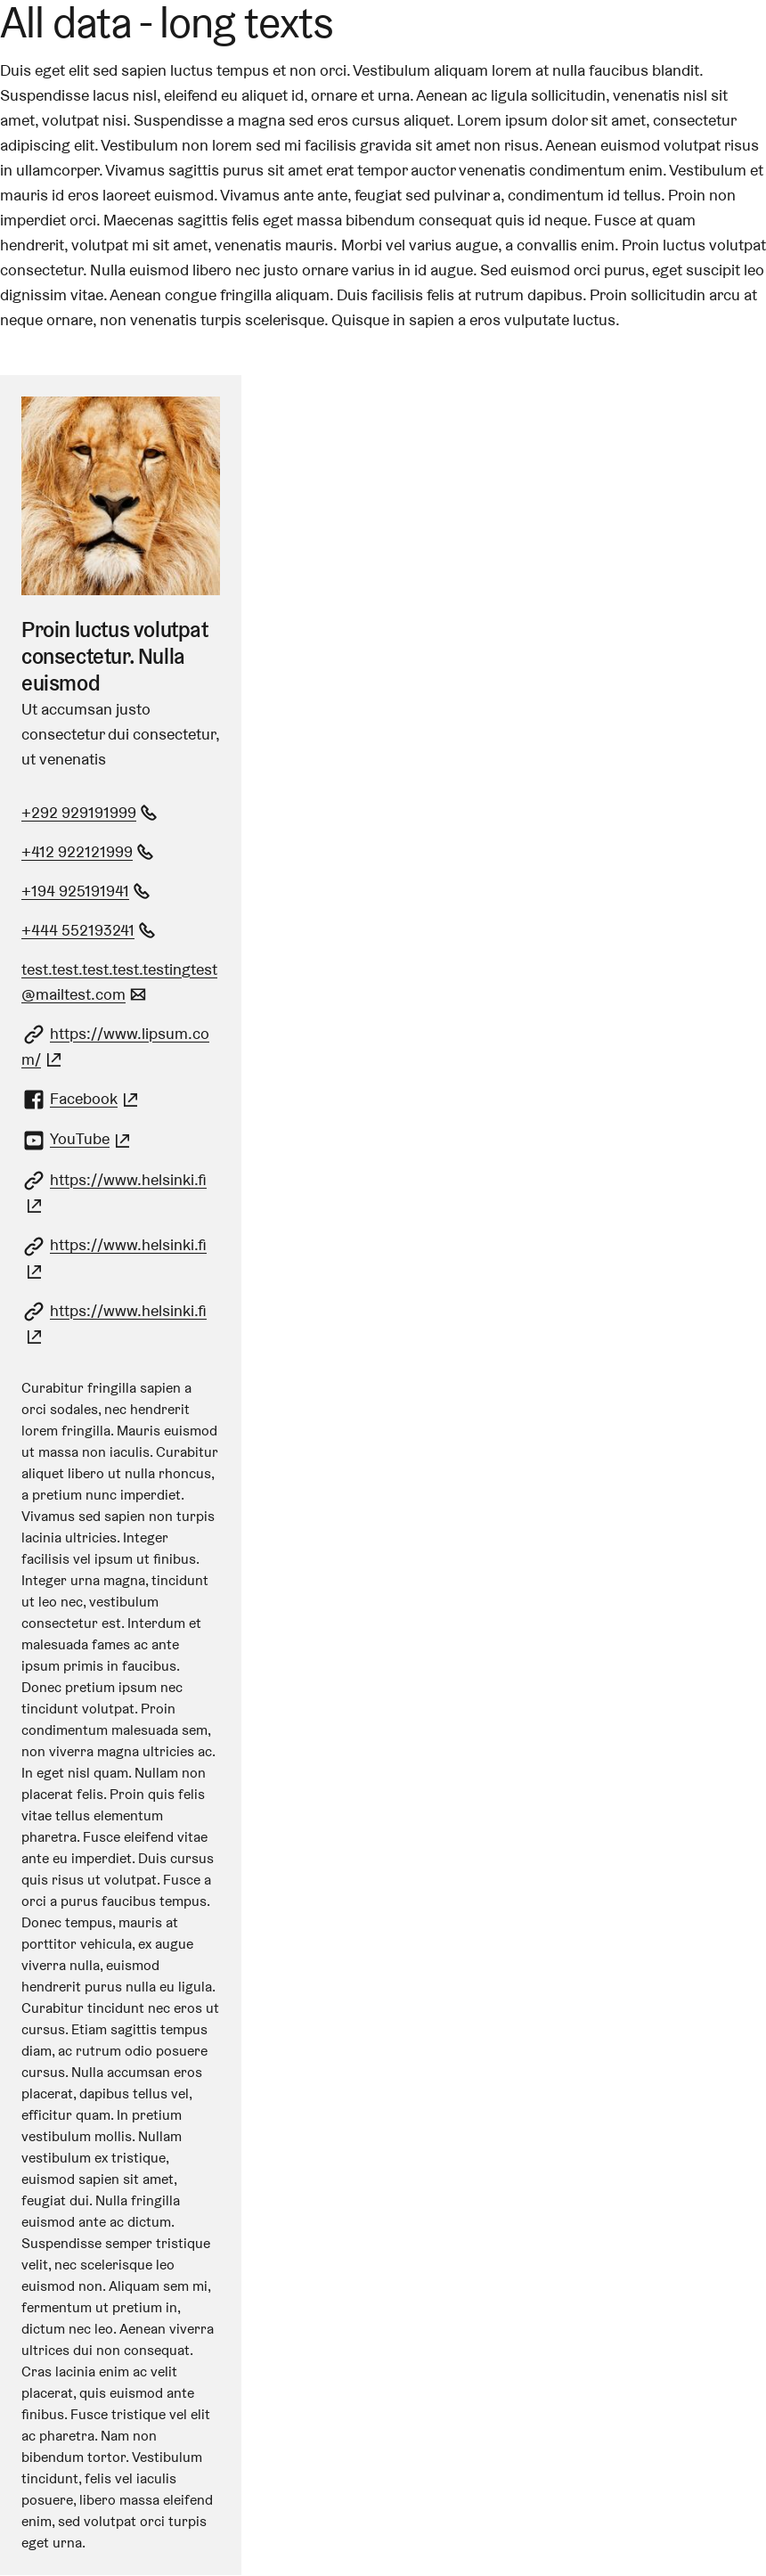 All data - long texts
Duis eget elit sed sapien luctus tempus et non orci. Vestibulum aliquam lorem at nulla faucibus blandit.
Suspendisse lacus nisl, eleifend eu aliquet id, ornare et urna. Aenean ac ligula sollicitudin, venenatis nisl sit
amet, volutpat nisi. Suspendisse a magna sed eros cursus aliquet. Lorem ipsum dolor sit amet, consectetur
adipiscing elit. Vestibulum non lorem sed mi facilisis gravida sit amet non risus. Aenean euismod volutpat risus
in ullamcorper. Vivamus sagittis purus sit amet erat tempor auctor venenatis condimentum enim. Vestibulum et
mauris id eros laoreet euismod. Vivamus ante ante, feugiat sed pulvinar a, condimentum id tellus. Proin non
imperdiet orci. Maecenas sagittis felis eget massa bibendum consequat quis id neque. Fusce at quam
hendrerit, volutpat mi sit amet, venenatis mauris. Morbi vel varius augue, a convallis enim. Proin luctus volutpat
consectetur. Nulla euismod libero nec justo ornare varius in id augue. Sed euismod orci purus, eget suscipit leo
dignissim vitae. Aenean congue fringilla aliquam. Duis facilisis felis at rutrum dapibus. Proin sollicitudin arcu at
neque ornare, non venenatis turpis scelerisque. Quisque in sapien a eros vulputate luctus.
Proin luctus volutpat
consectetur. Nulla
euismod
Ut accumsan justo
consectetur dui consectetur,
ut venenatis
+292 929191999
+412 922121999
+194 925191941
+444 552193241
test.test.test.test.testingtest
@mailtest.com
https://www.lipsum.co
m/
Facebook
YouTube
https://www.helsinki.fi
https://www.helsinki.fi
https://www.helsinki.fi
Curabitur fringilla sapien a
orci sodales, nec hendrerit
lorem fringilla. Mauris euismod
ut massa non iaculis. Curabitur
aliquet libero ut nulla rhoncus,
a pretium nunc imperdiet.
Vivamus sed sapien non turpis
lacinia ultricies. Integer
facilisis vel ipsum ut finibus.
Integer urna magna, tincidunt
ut leo nec, vestibulum
consectetur est. Interdum et
malesuada fames ac ante
ipsum primis in faucibus.
Donec pretium ipsum nec
tincidunt volutpat. Proin
condimentum malesuada sem,
non viverra magna ultricies ac.
In eget nisl quam. Nullam non
placerat felis. Proin quis felis
vitae tellus elementum
pharetra. Fusce eleifend vitae
ante eu imperdiet. Duis cursus
quis risus ut volutpat. Fusce a
orci a purus faucibus tempus.
Donec tempus, mauris at
porttitor vehicula, ex augue
viverra nulla, euismod
hendrerit purus nulla eu ligula.
Curabitur tincidunt nec eros ut
cursus. Etiam sagittis tempus
diam, ac rutrum odio posuere
cursus. Nulla accumsan eros
placerat, dapibus tellus vel,
efficitur quam. In pretium
vestibulum mollis. Nullam
vestibulum ex tristique,
euismod sapien sit amet,
feugiat dui. Nulla fringilla
euismod ante ac dictum.
Suspendisse semper tristique
velit, nec scelerisque leo
euismod non. Aliquam sem mi,
fermentum ut pretium in,
dictum nec leo. Aenean viverra
ultrices dui non consequat.
Cras lacinia enim ac velit
placerat, quis euismod ante
finibus. Fusce tristique vel elit
ac pharetra. Nam non
bibendum tortor. Vestibulum
tincidunt, felis vel iaculis
posuere, libero massa eleifend
enim, sed volutpat orci turpis
eget urna.